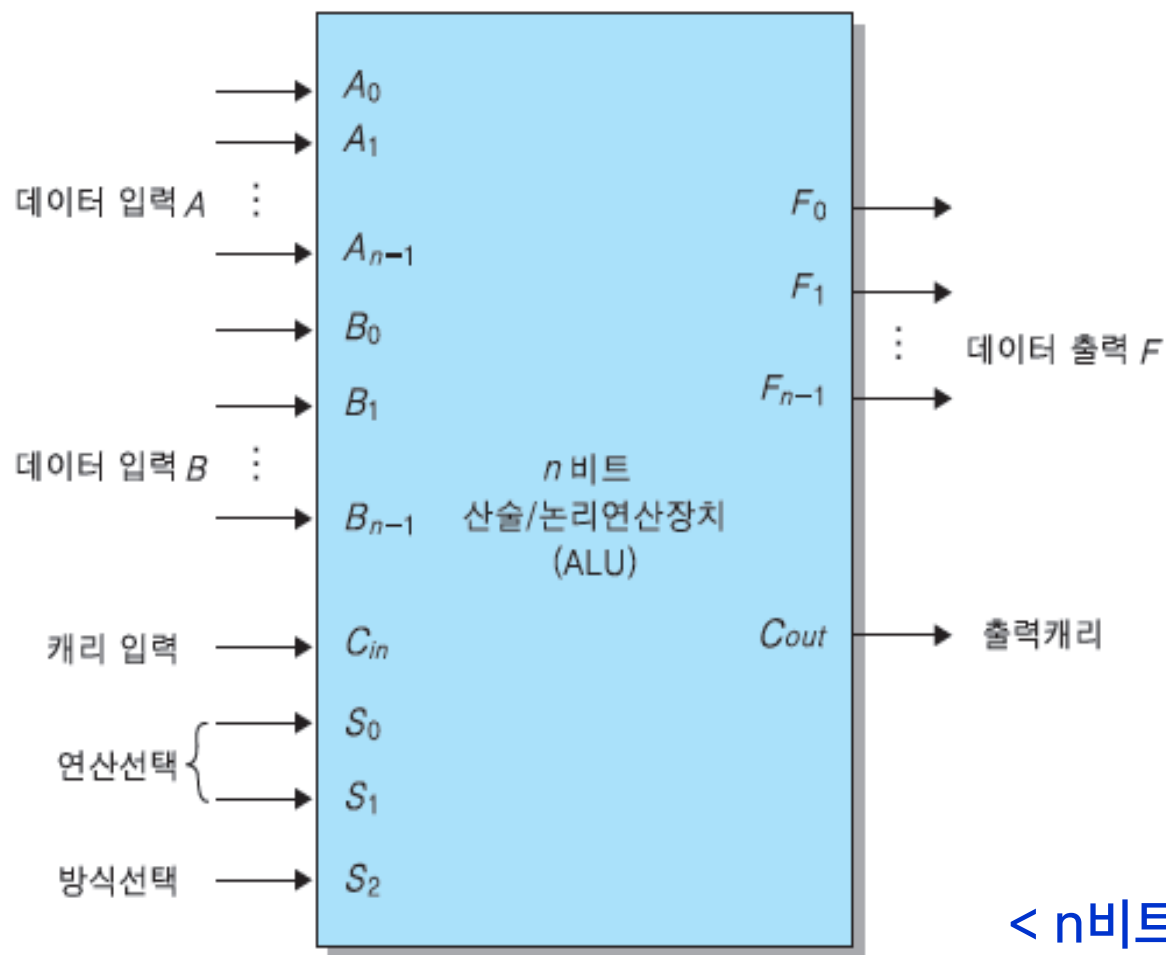 A0
A1
데이터 입력 A ⋮
An−1
B0
B1
데이터 입력 B ⋮
Bn−1
캐리 입력 Cin
연산선택
S0
S1
방식선택 S2
n 비트
산술/논리연산장치
(ALU)
F0
F1
⋮ 데이터 출력 F
Fn−1
Cout 출력캐리
< n비트